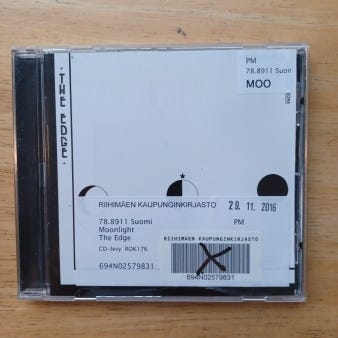 · THE EDGE ·
PM
78.8911 Suon
MOO
RIIHIMÄEN KAUPUNGINKIRJASTO
29. 11. 2016
78.8911 Suomi
PM
Moonlight
The Edge
CD-levy RDK176
694N02579831
RIIHIMÄEN KAUPUNGINKIRJASTO
694N02579831